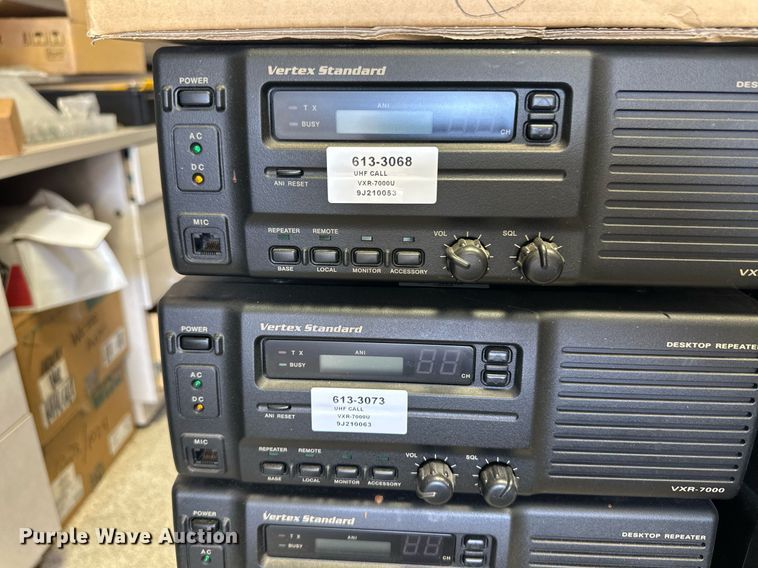 Vertex Standard
POWER
DES
TX
ANI
BUSY
CH
AC
DC
ANI RESET
613-3068
UHF CALL
VXR-7000U
9J210053
MIC
REPEATER
REMOTE
VOL
SQL
BASE
LOCAL
MONITOR
ACCESSORY
VX
Vertex Standard
POWER
DESKTOP REPEATER
TX
ANI
BUSY
CH
AC
DC
ANI RESET
613-3073
UHF CALL
VXR-7000U
9J210063
MIC
REPEATER
REMOTE
VOL
SQL
BASE
LOCAL
MONITOR
ACCESSORY
VXR-7000
Vertex Standard
POWER
DESKTOP REPEATER
TX
ANI
BUSY
CH
AC
Purple Wave Auction